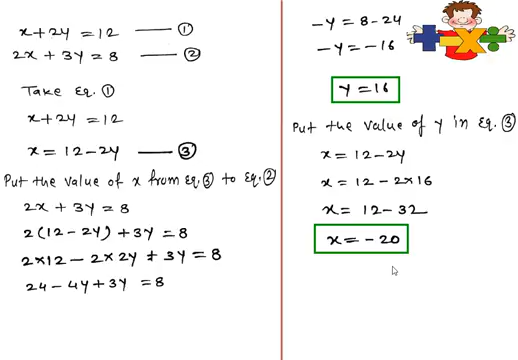 x + 2y = 12 —— ①
2x + 3y = 8 —— ②
Take Eq. ①
x + 2y = 12
x = 12 - 2y —— ③
Put the value of x from Eq. ③ to Eq. ②
2x + 3y = 8
2(12 - 2y) + 3y = 8
2×12 - 2×2y + 3y = 8
24 - 4y + 3y = 8
-y = 8 - 24
-y = -16
y = 16
Put the value of y in Eq. ③
x = 12 - 2y
x = 12 - 2×16
x = 12 - 32
x = -20